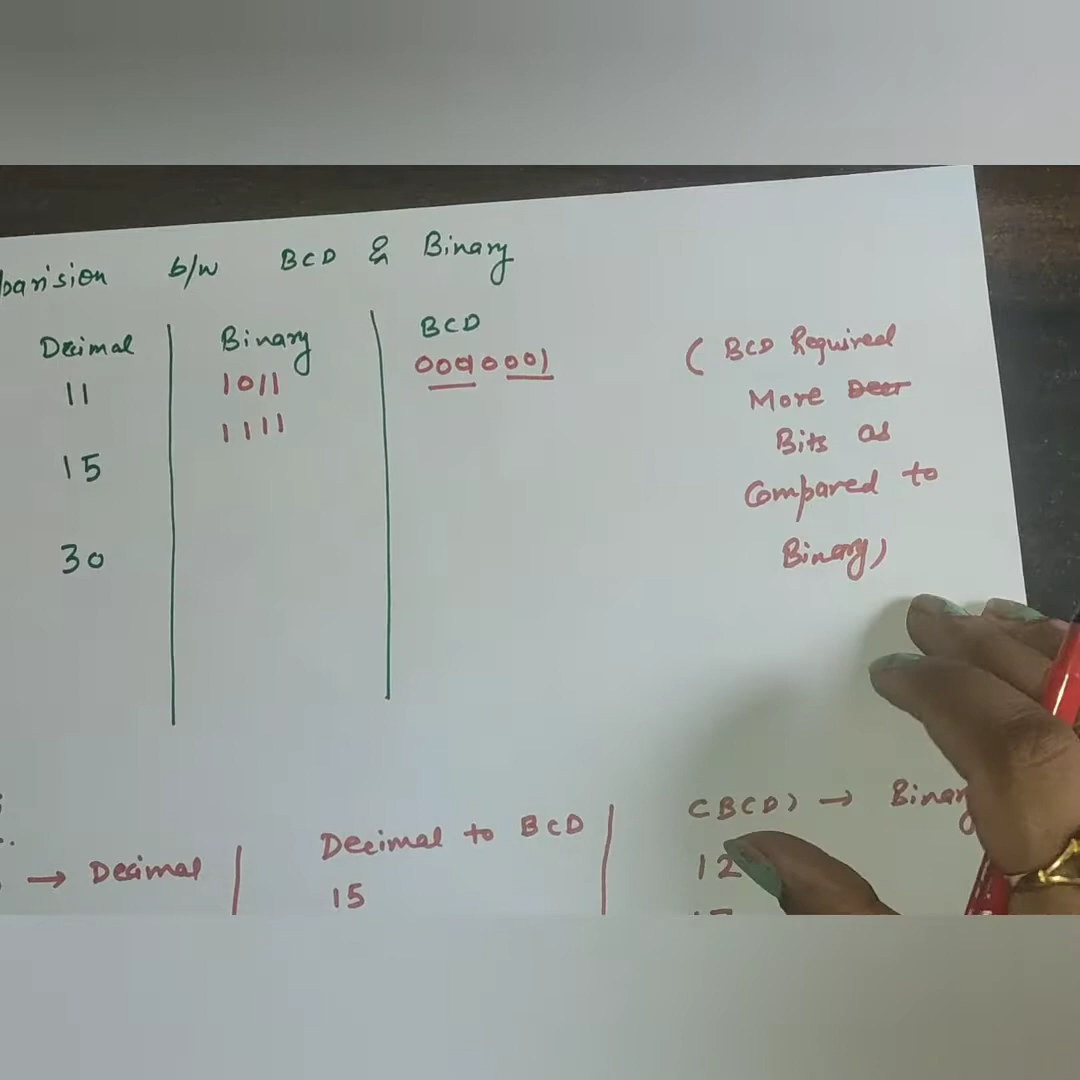 parision b/w BCD & Binary
Decimal Binary BCD
11 1011 00010001
1111
15
30
( BCD Required
More
Bits as
Compared to
Binary)
(BCD) → Binary
Decimal to BCD
→ Decimal
15
12